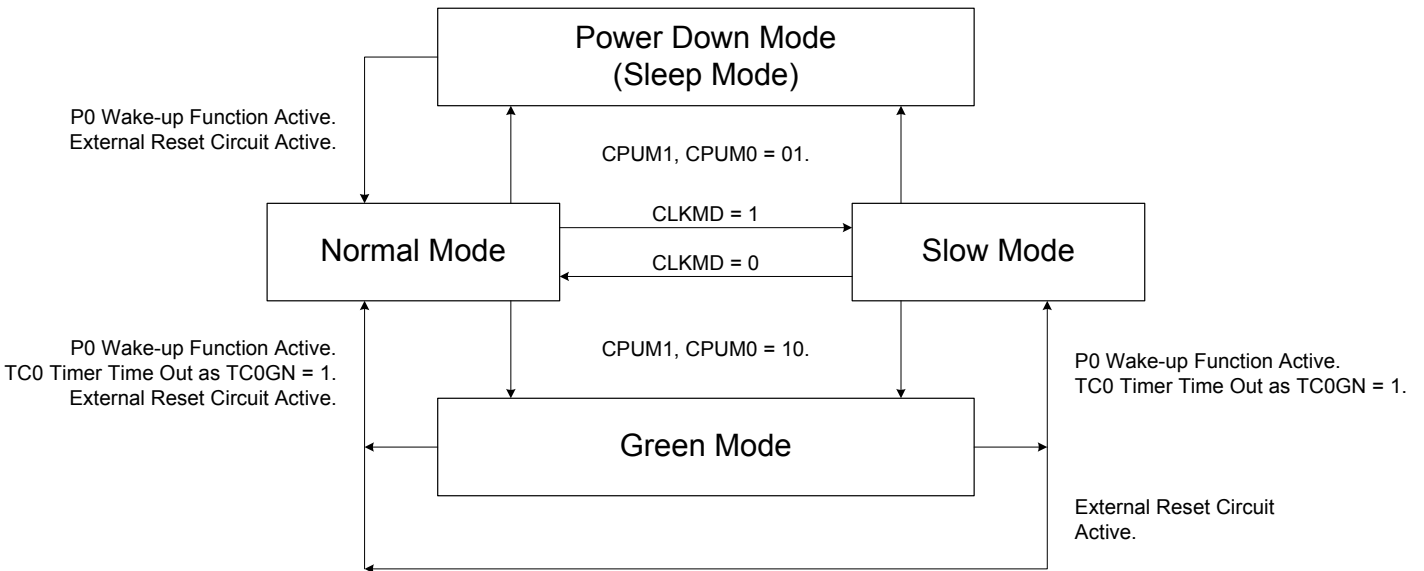 Power Down Mode
(Sleep Mode)
P0 Wake-up Function Active.
External Reset Circuit Active.
CPUM1, CPUM0 = 01.
Normal Mode
CLKMD = 1
CLKMD = 0
Slow Mode
P0 Wake-up Function Active.
TC0 Timer Time Out as TC0GN = 1.
External Reset Circuit Active.
CPUM1, CPUM0 = 10.
P0 Wake-up Function Active.
TC0 Timer Time Out as TC0GN = 1.
Green Mode
External Reset Circuit
Active.